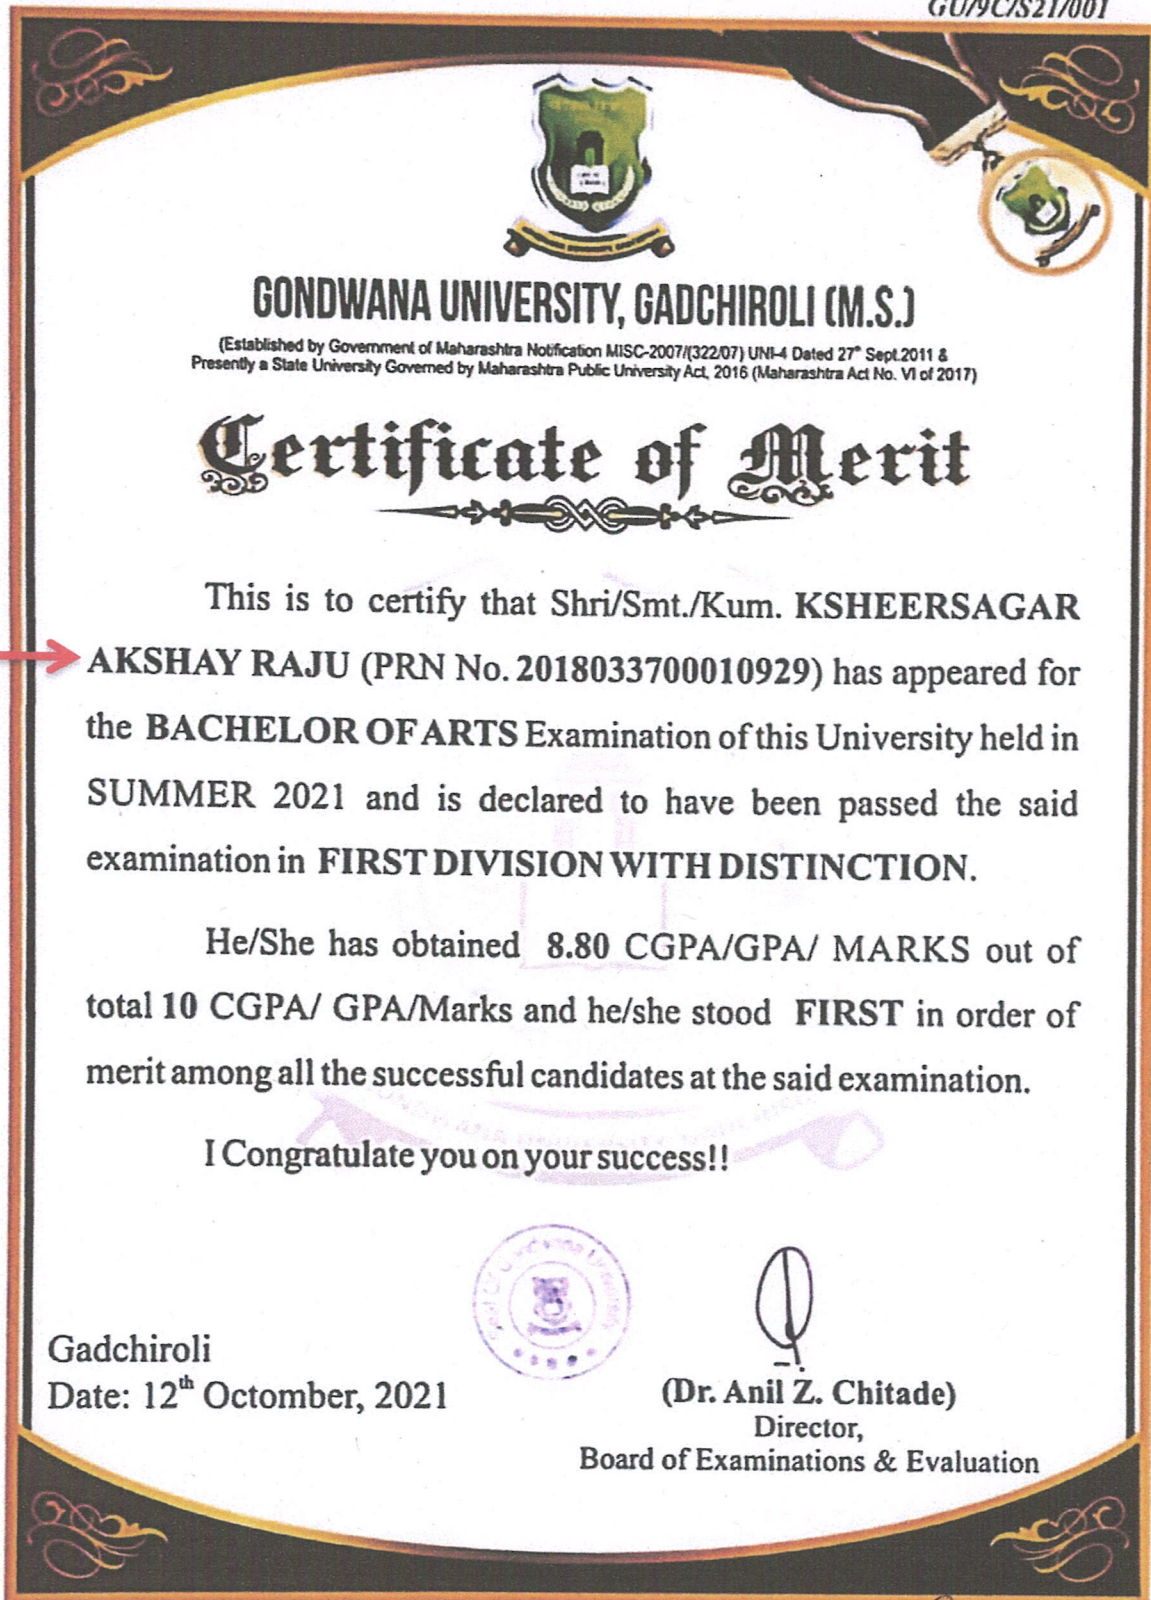 GU/9C/S21/001
GONDWANA UNIVERSITY, GADCHIROLI (M.S.)
(Established by Government of Maharashtra Notification MISC-2007/(322/07) UNI-4 Dated 27" Sept.2011 &
Presently a State University Governed by Maharashtra Public University Act, 2016 (Maharashtra Act No. VI of 2017)
Certificate of Merit
This is to certify that Shri/Smt./Kum. KSHEERSAGAR
AKSHAY RAJU (PRN No. 2018033700010929) has appeared for
the BACHELOR OF ARTS Examination of this University held in
SUMMER 2021 and is declared to have been passed the said
examination in FIRST DIVISION WITH DISTINCTION.
He/She has obtained 8.80 CGPA/GPA/ MARKS out of
total 10 CGPA/ GPA/Marks and he/she stood FIRST in order of
merit among all the successful candidates at the said examination.
I Congratulate you on your success!!
Seal Of Gondwana University
Gadchiroli
Date: 12th Octomber, 2021
(Dr. Anil Z. Chitade)
Director,
Board of Examinations & Evaluation